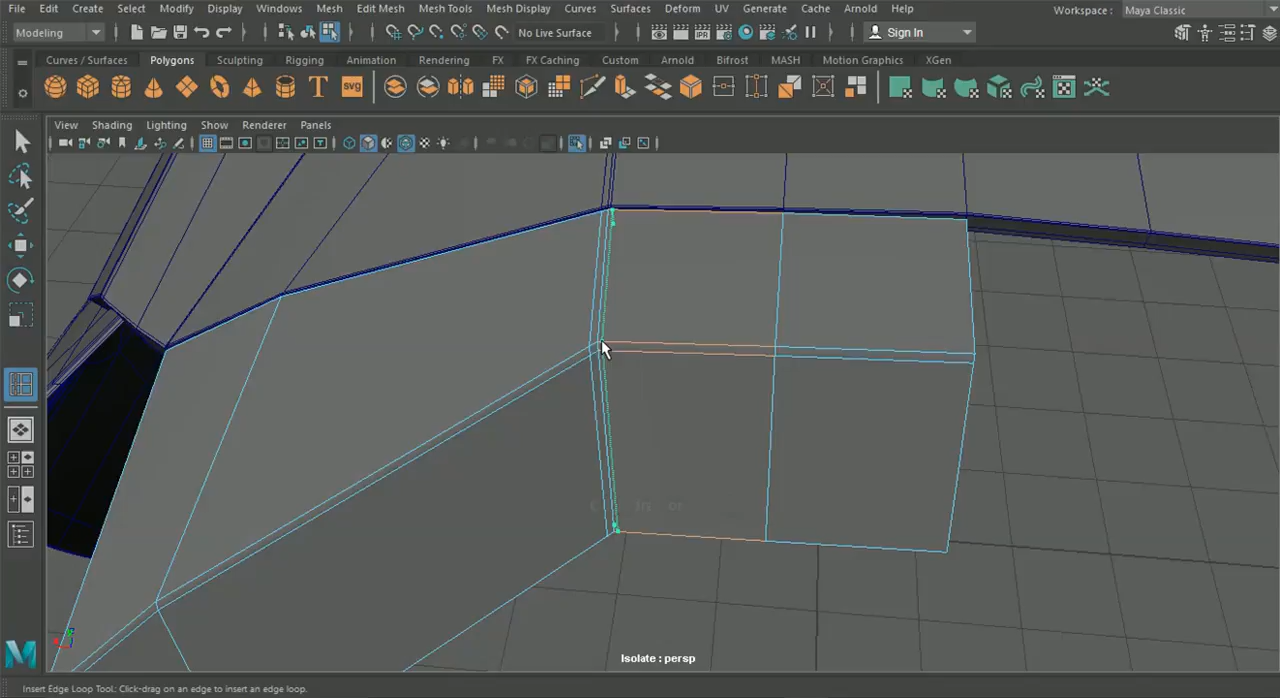 File Edit Create Select Modify Display Windows Mesh Edit Mesh Mesh Tools Mesh Display Curves Surfaces Deform UV Generate Cache Arnold Help Workspace : Maya Classic
Modeling No Live Surface Sign In
Curves / Surfaces Polygons Sculpting Rigging Animation Rendering FX FX Caching Custom Arnold Bifrost MASH Motion Graphics XGen
T SVG
View Shading Lighting Show Renderer Panels
Isolate : persp
Insert Edge Loop Tool: Click-drag on an edge to insert an edge loop.